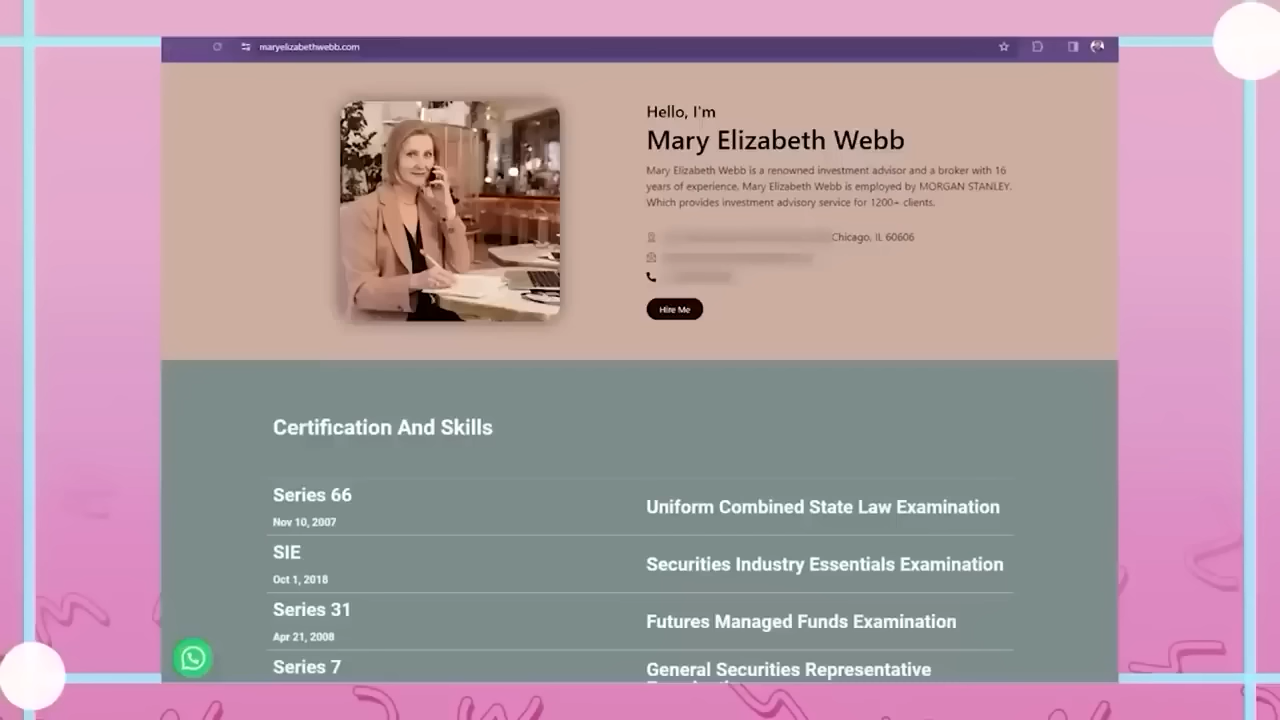 maryelizabethwebb.com
Hello, I'm
Mary Elizabeth Webb
Mary Elizabeth Webb is a renowned investment advisor and a broker with 16
years of experience. Mary Elizabeth Webb is employed by MORGAN STANLEY.
Which provides investment advisory service for 1200+ clients.
Chicago, IL 60606
Hire Me
Certification And Skills
Series 66
Nov 10, 2007
Uniform Combined State Law Examination
SIE
Oct 1, 2018
Securities Industry Essentials Examination
Series 31
Apr 21, 2008
Futures Managed Funds Examination
Series 7
General Securities Representative